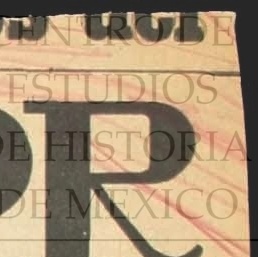 CENTRO DE
ESTUDIOS
DE HISTORIA
DE MEXICO
R